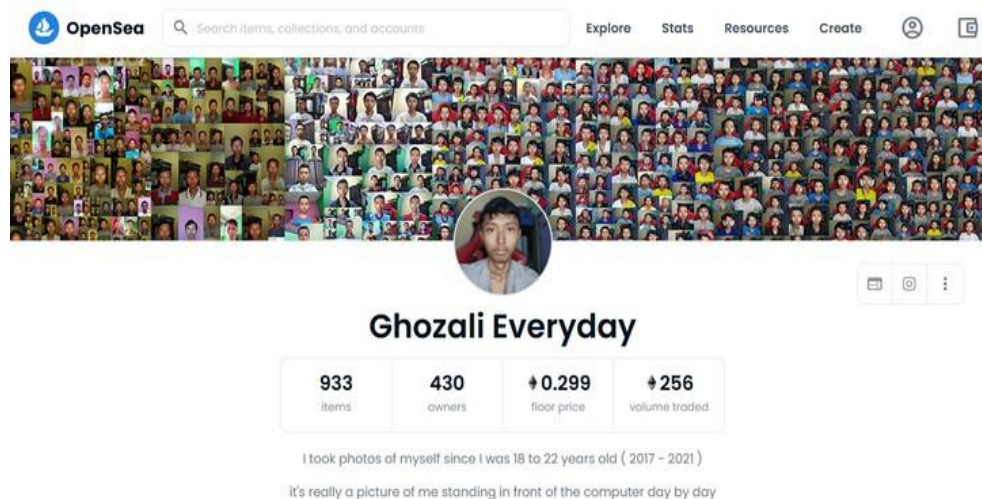 OpenSea Search items, collections, and accounts Explore Stats Resources Create
Ghozali Everyday
933 430 0.299 256
items owners floor price volume traded
I took photos of myself since I was 18 to 22 years old ( 2017 - 2021 )
it's really a picture of me standing in front of the computer day by day